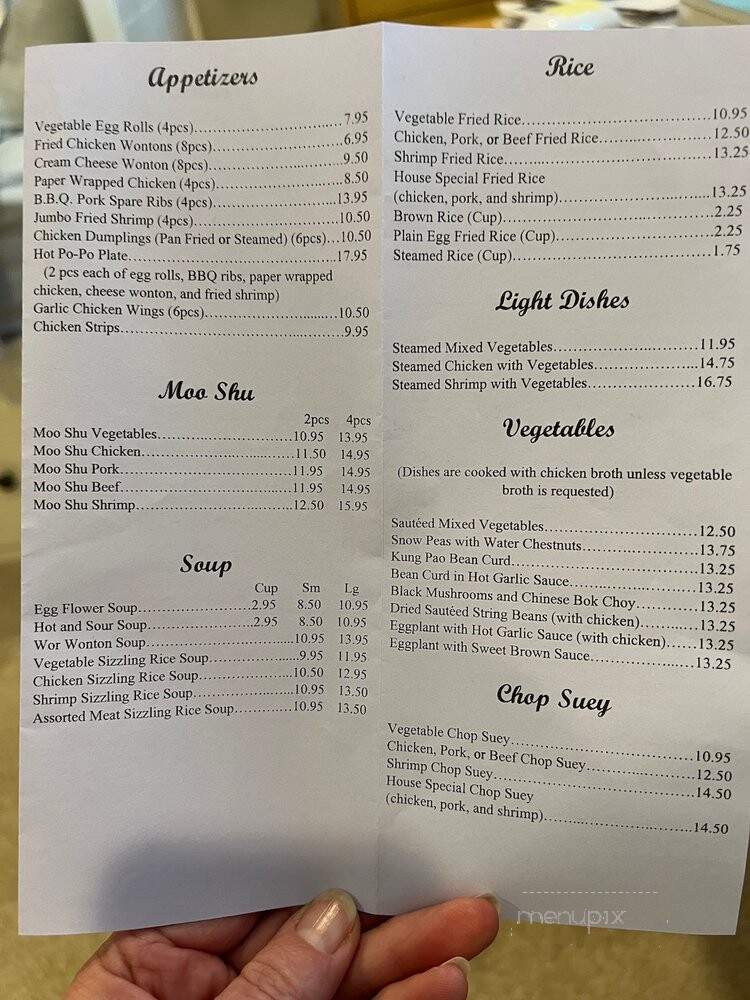 Appetizers
Vegetable Egg Rolls (4pcs)..............................7.95
Fried Chicken Wontons (8pcs)..........................6.95
Cream Cheese Wonton (8pcs)..........................9.50
Paper Wrapped Chicken (4pcs)........................8.50
B.B.Q. Pork Spare Ribs (4pcs)........................13.95
Jumbo Fried Shrimp (4pcs)............................10.50
Chicken Dumplings (Pan Fried or Steamed) (6pcs)...10.50
Hot Po-Po Plate..........................................17.95
(2 pcs each of egg rolls, BBQ ribs, paper wrapped
chicken, cheese wonton, and fried shrimp)
Garlic Chicken Wings (6pcs)..........................10.50
Chicken Strips............................................9.95
Moo Shu
2pcs 4pcs
Moo Shu Vegetables...........................10.95 13.95
Moo Shu Chicken..............................11.50 14.95
Moo Shu Pork..................................11.95 14.95
Moo Shu Beef..................................11.95 14.95
Moo Shu Shrimp...............................12.50 15.95
Soup
Cup Sm Lg
Egg Flower Soup.......................2.95 8.50 10.95
Hot and Sour Soup.....................2.95 8.50 10.95
Wor Wonton Soup.............................10.95 13.95
Vegetable Sizzling Rice Soup................9.95 11.95
Chicken Sizzling Rice Soup..................10.50 12.95
Shrimp Sizzling Rice Soup...................10.95 13.50
Assorted Meat Sizzling Rice Soup............10.95 13.50
Rice
Vegetable Fried Rice....................................10.95
Chicken, Pork, or Beef Fried Rice.....................12.50
Shrimp Fried Rice.......................................13.25
House Special Fried Rice
(chicken, pork, and shrimp)............................13.25
Brown Rice (Cup)........................................2.25
Plain Egg Fried Rice (Cup)..............................2.25
Steamed Rice (Cup)......................................1.75
Light Dishes
Steamed Mixed Vegetables............................11.95
Steamed Chicken with Vegetables....................14.75
Steamed Shrimp with Vegetables.....................16.75
Vegetables
(Dishes are cooked with chicken broth unless vegetable
broth is requested)
Sautéed Mixed Vegetables............................12.50
Snow Peas with Water Chestnuts......................13.75
Kung Pao Bean Curd....................................13.25
Bean Curd in Hot Garlic Sauce........................13.25
Black Mushrooms and Chinese Bok Choy..............13.25
Dried Sautéed String Beans (with chicken)...........13.25
Eggplant with Hot Garlic Sauce (with chicken)......13.25
Eggplant with Sweet Brown Sauce.....................13.25
Chop Suey
Vegetable Chop Suey...................................10.95
Chicken, Pork, or Beef Chop Suey....................12.50
Shrimp Chop Suey......................................14.50
House Special Chop Suey
(chicken, pork, and shrimp)...........................14.50
menupix